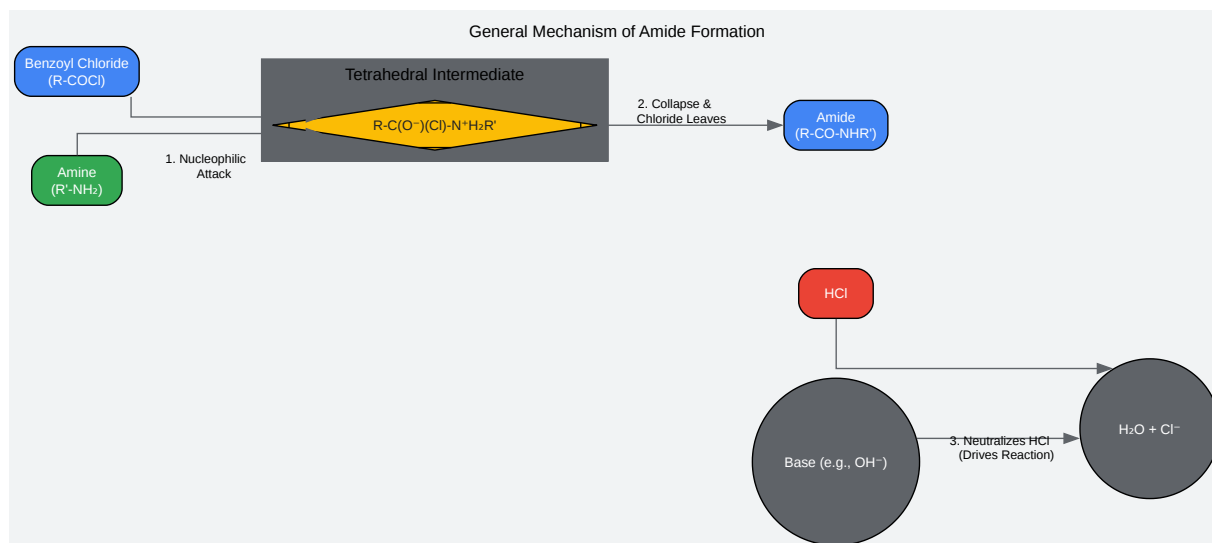 General Mechanism of Amide Formation
Benzoyl Chloride
(R-COCl)
Tetrahedral Intermediate
R-C(O⁻)(Cl)-N⁺H₂R'
2. Collapse &
Chloride Leaves
Amide
(R-CO-NHR')
1. Nucleophilic
Attack
Amine
(R'-NH₂)
HCl
H₂O + Cl⁻
3. Neutralizes HCl
(Drives Reaction)
Base (e.g., OH⁻)